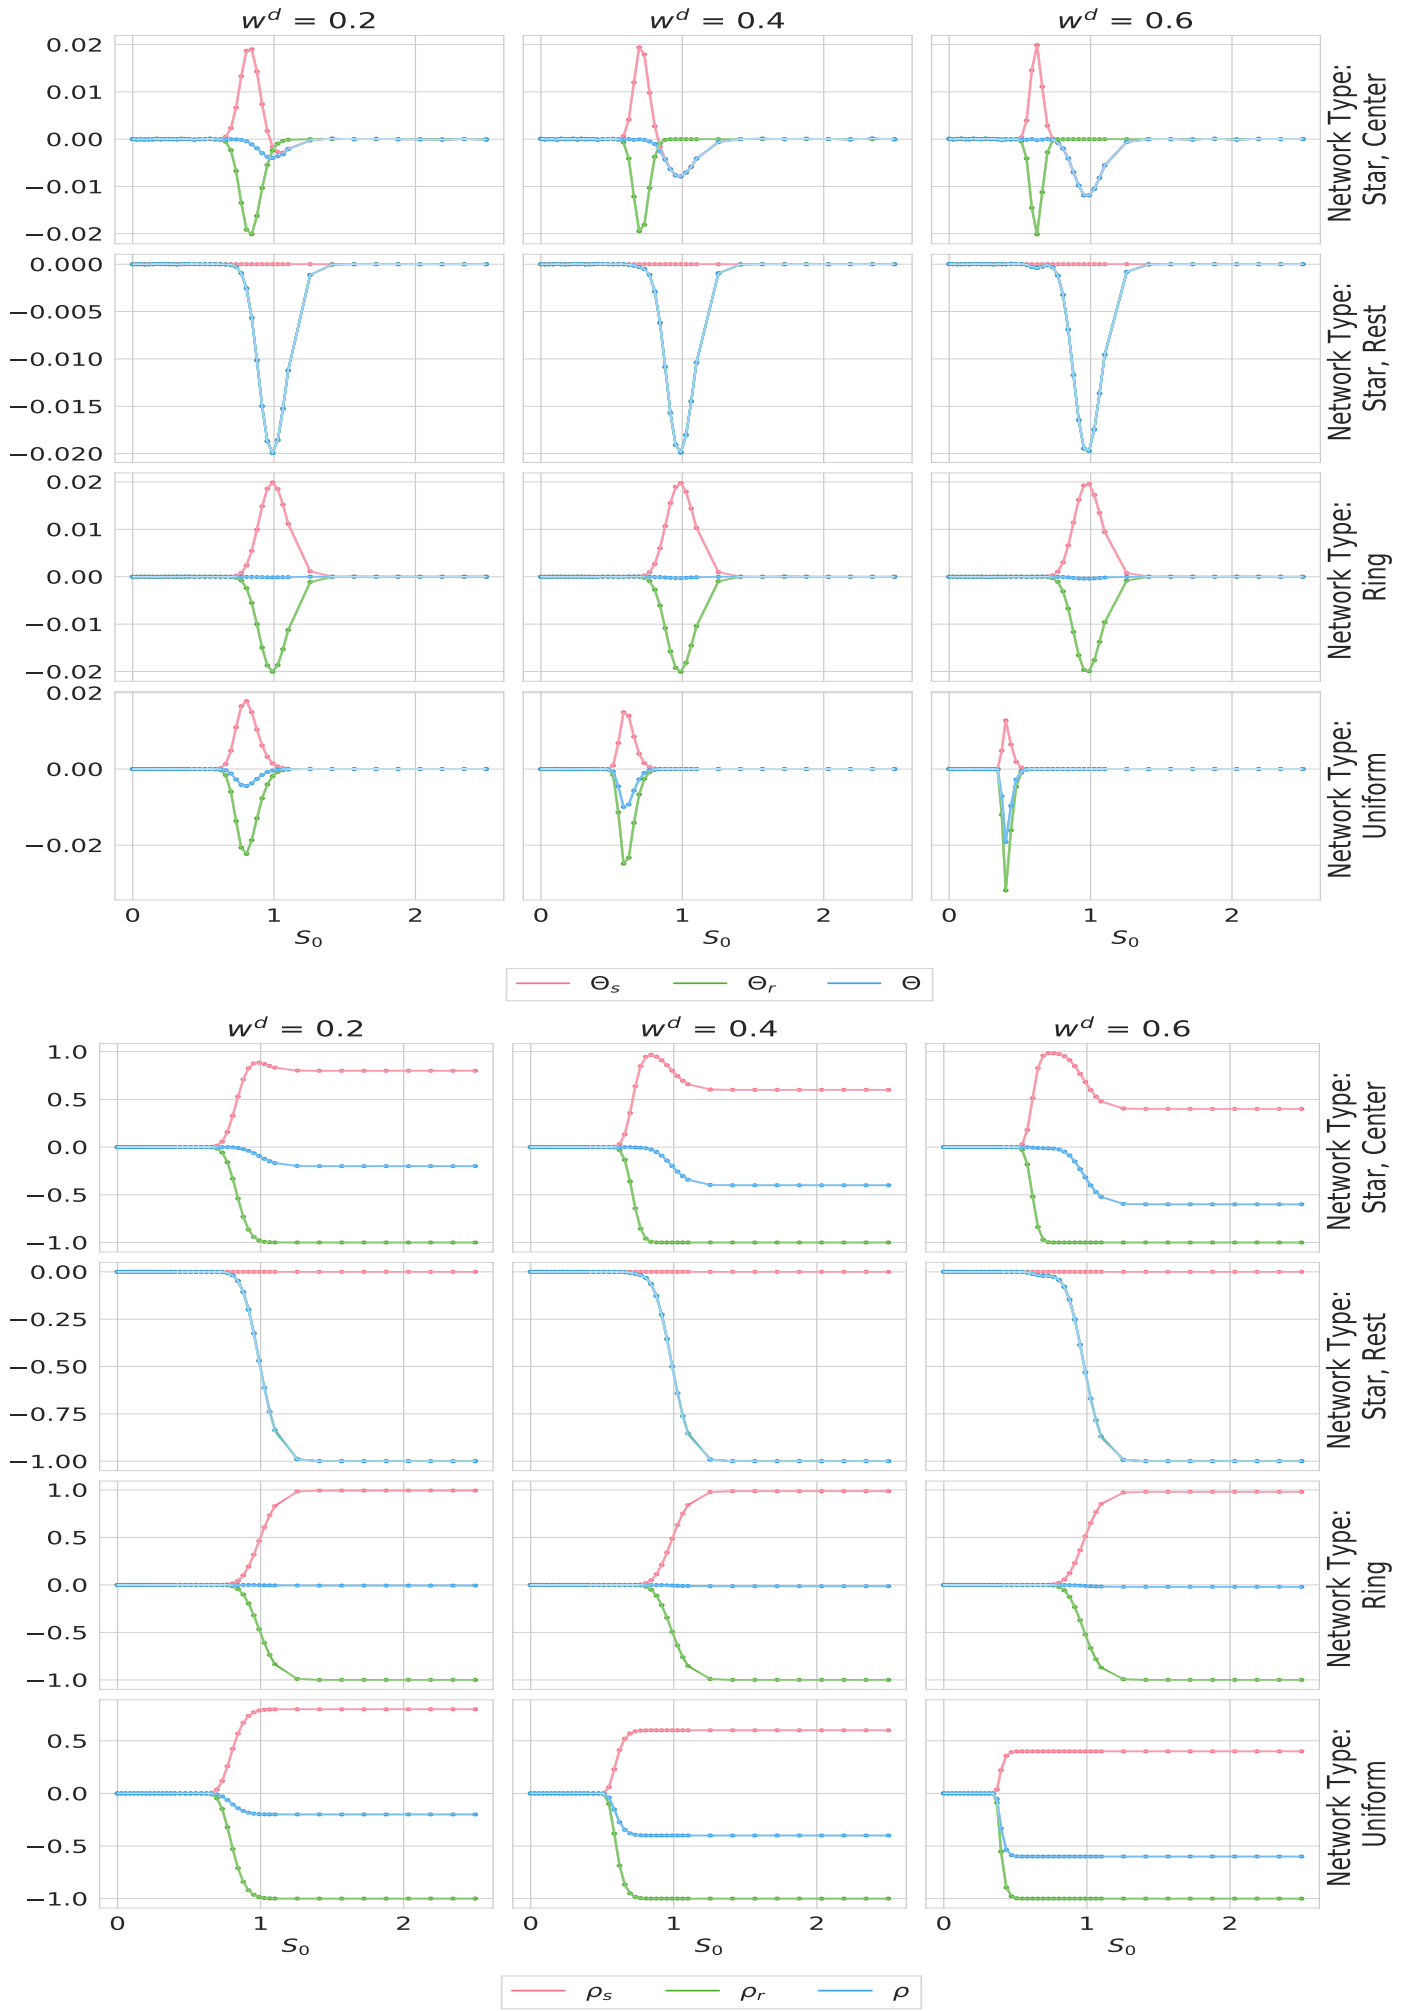 w^d = 0.2 w^d = 0.4 w^d = 0.6
0.02
0.01
0.00
−0.01
−0.02
Network Type:
Star, Center
0.000
−0.005
−0.010
−0.015
−0.020
Network Type:
Star, Rest
0.02
0.01
0.00
−0.01
−0.02
Network Type:
Ring
0.02
0.00
−0.02
Network Type:
Uniform
0 1 2 0 1 2 0 1 2
S₀ S₀ S₀
Θ_s Θ_r Θ
w^d = 0.2 w^d = 0.4 w^d = 0.6
1.0
0.5
0.0
−0.5
−1.0
Network Type:
Star, Center
0.00
−0.25
−0.50
−0.75
−1.00
Network Type:
Star, Rest
1.0
0.5
0.0
−0.5
−1.0
Network Type:
Ring
0.5
0.0
−0.5
−1.0
Network Type:
Uniform
0 1 2 0 1 2 0 1 2
S₀ S₀ S₀
ρ_s ρ_r ρ